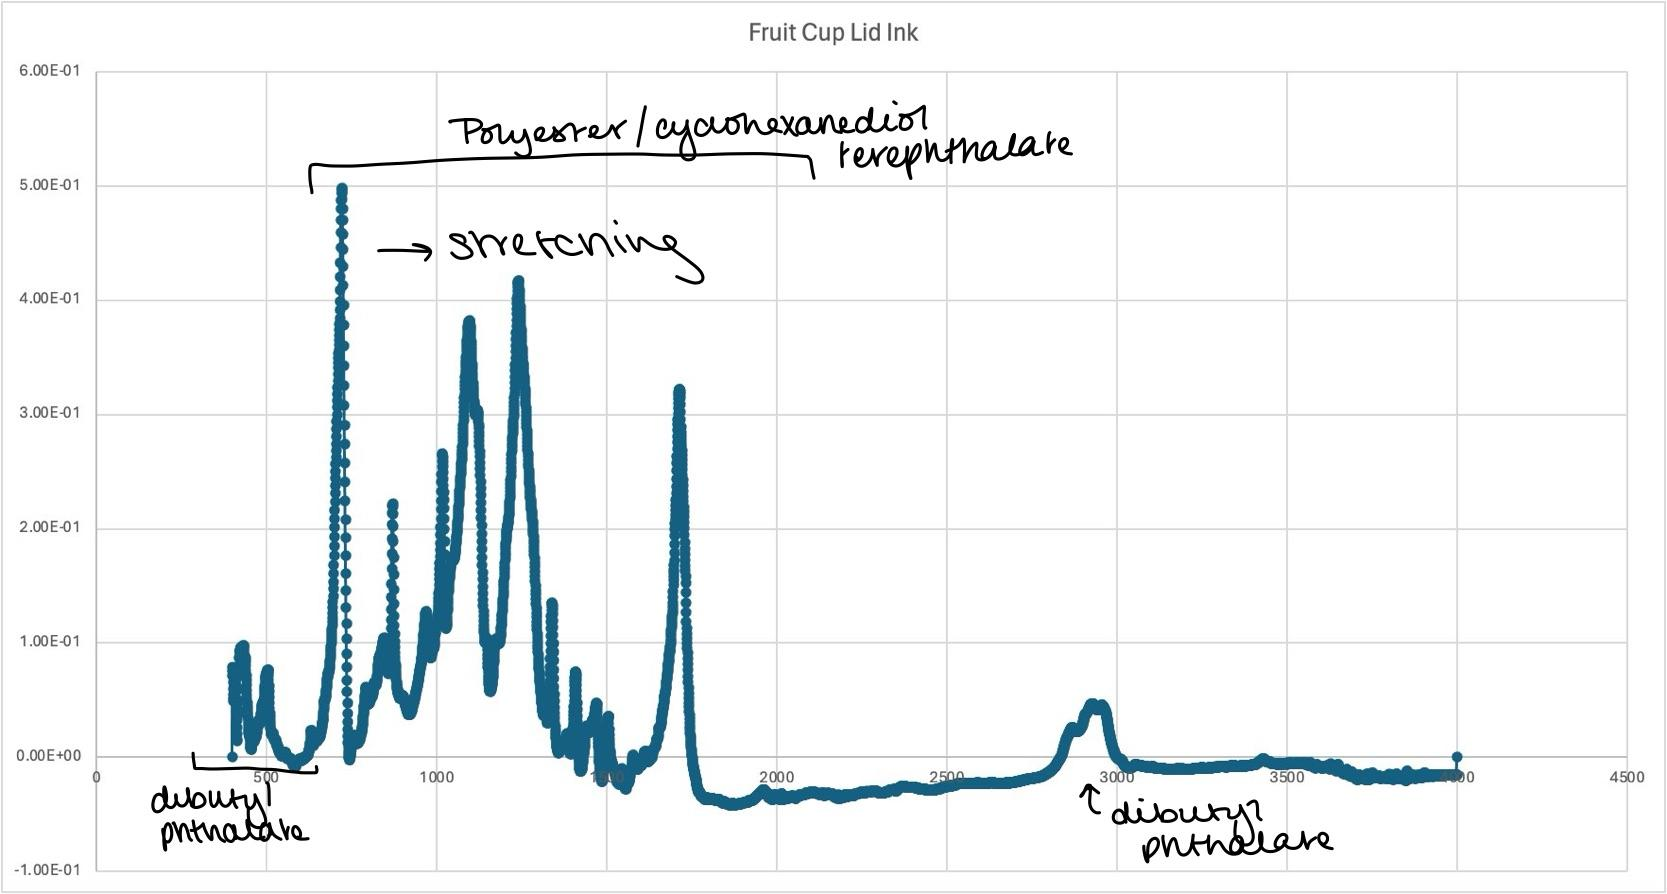 Fruit Cup Lid Ink
6.00E-01
Polyester/cyclohexanediol
terephthalate
5.00E-01
→ stretching
4.00E-01
3.00E-01
2.00E-01
1.00E-01
0.00E+00
0 500 1000 1500 2000 2500 3000 3500 4000 4500
dibutyl
phthalate
dibutyl
phthalate
-1.00E-01